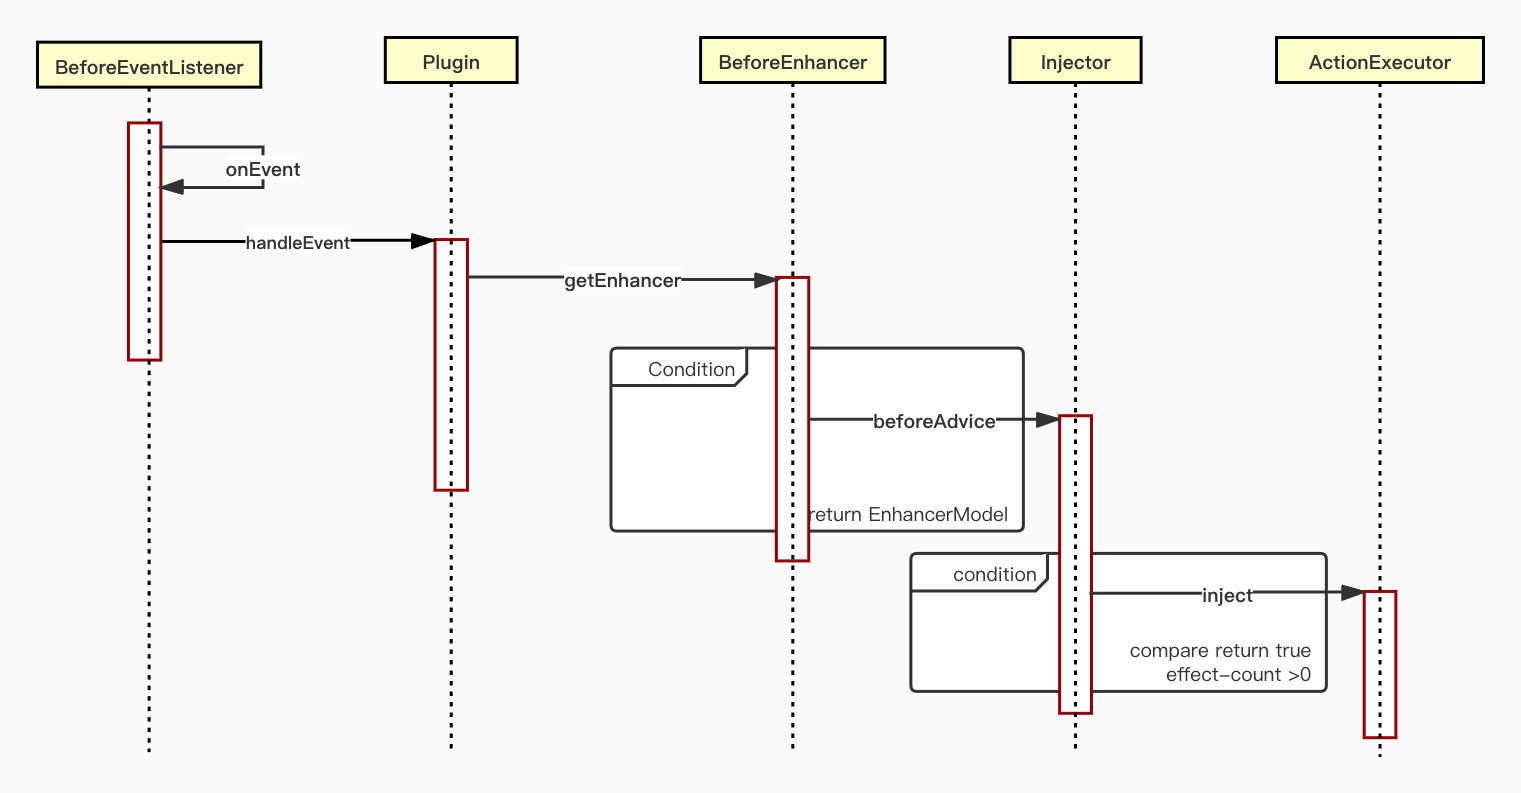 BeforeEventListener
Plugin
BeforeEnhancer
Injector
ActionExecutor
onEvent
handleEvent
getEnhancer
Condition
beforeAdvice
return EnhancerModel
condition
inject
compare return true
effect-count >0